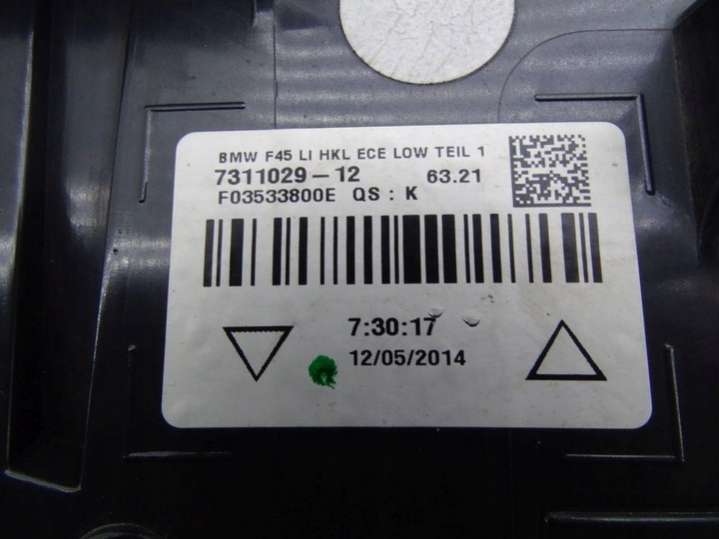 BMW F45 LI HKL ECE LOW TEIL 1
7311029-12 63.21
F03533800E QS : K
7:30:17
12/05/2014